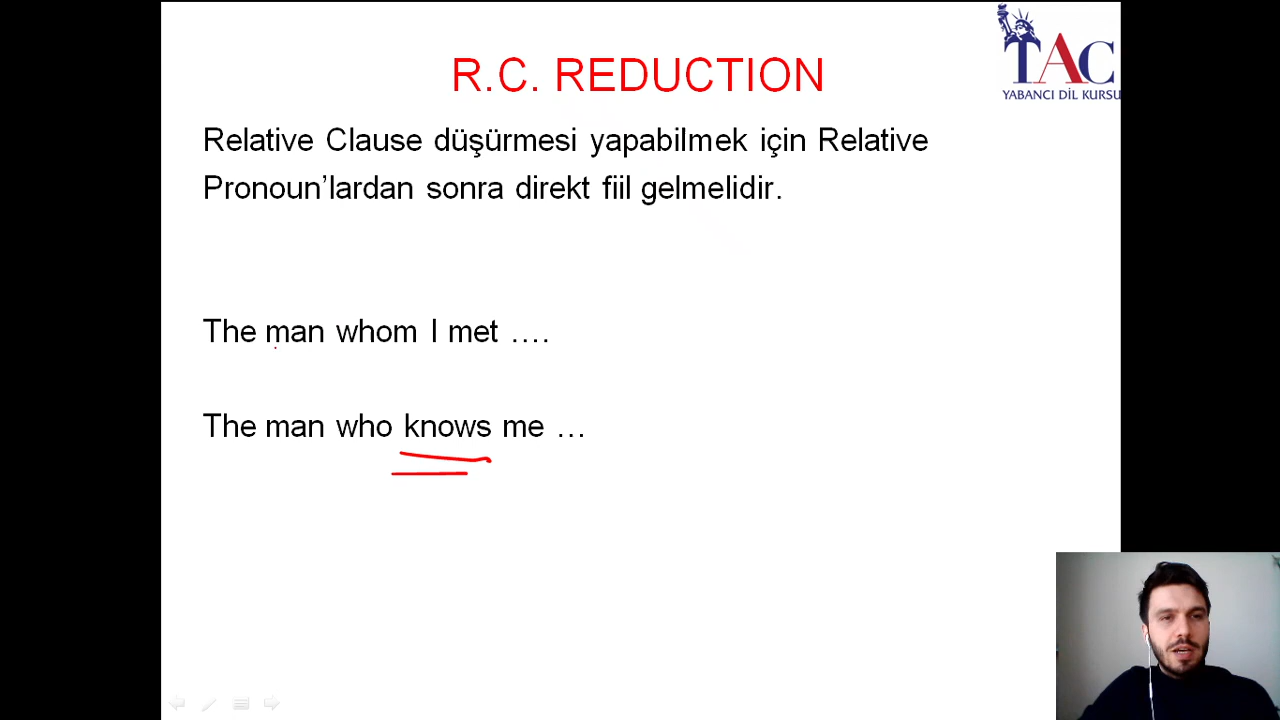 TAC
YABANCI DİL KURSU
R.C. REDUCTION
Relative Clause düşürmesi yapabilmek için Relative
Pronoun’lardan sonra direkt fiil gelmelidir.
The man whom I met ….
The man who knows me …